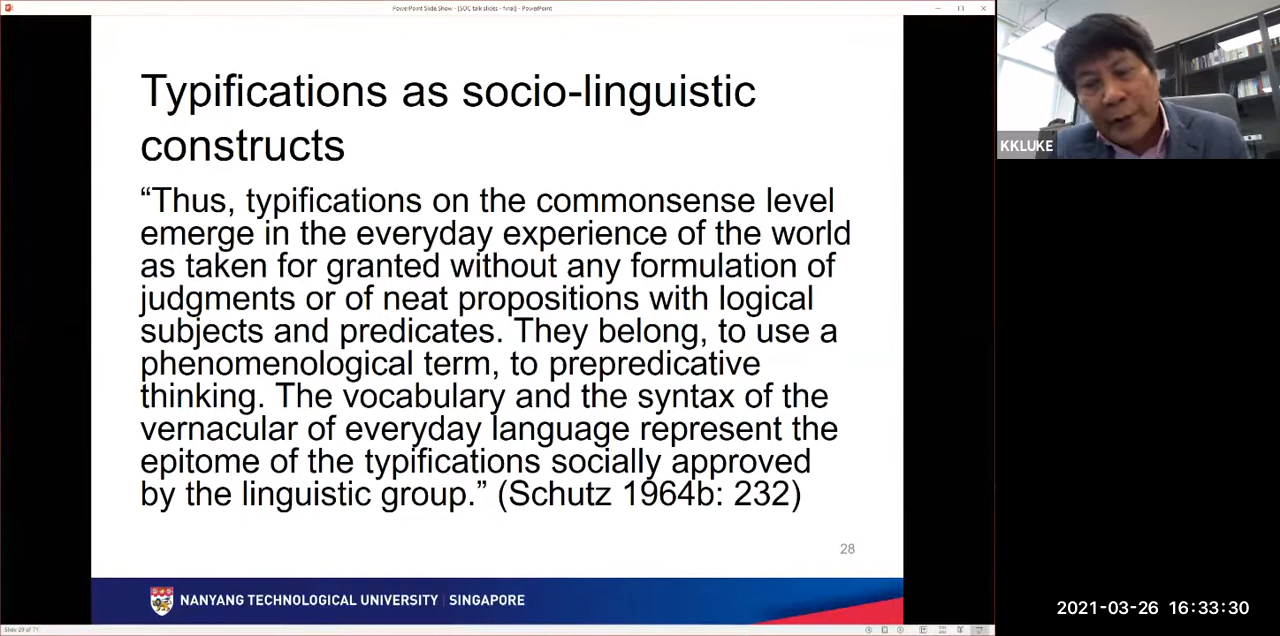 PowerPoint Slide Show - [SOC talk slides - final] - PowerPoint
Typifications as socio-linguistic
constructs
“Thus, typifications on the commonsense level
emerge in the everyday experience of the world
as taken for granted without any formulation of
judgments or of neat propositions with logical
subjects and predicates. They belong, to use a
phenomenological term, to prepredicative
thinking. The vocabulary and the syntax of the
vernacular of everyday language represent the
epitome of the typifications socially approved
by the linguistic group.” (Schutz 1964b: 232)
28
NANYANG TECHNOLOGICAL UNIVERSITY | SINGAPORE
KKLUKE
2021-03-26 16:33:30